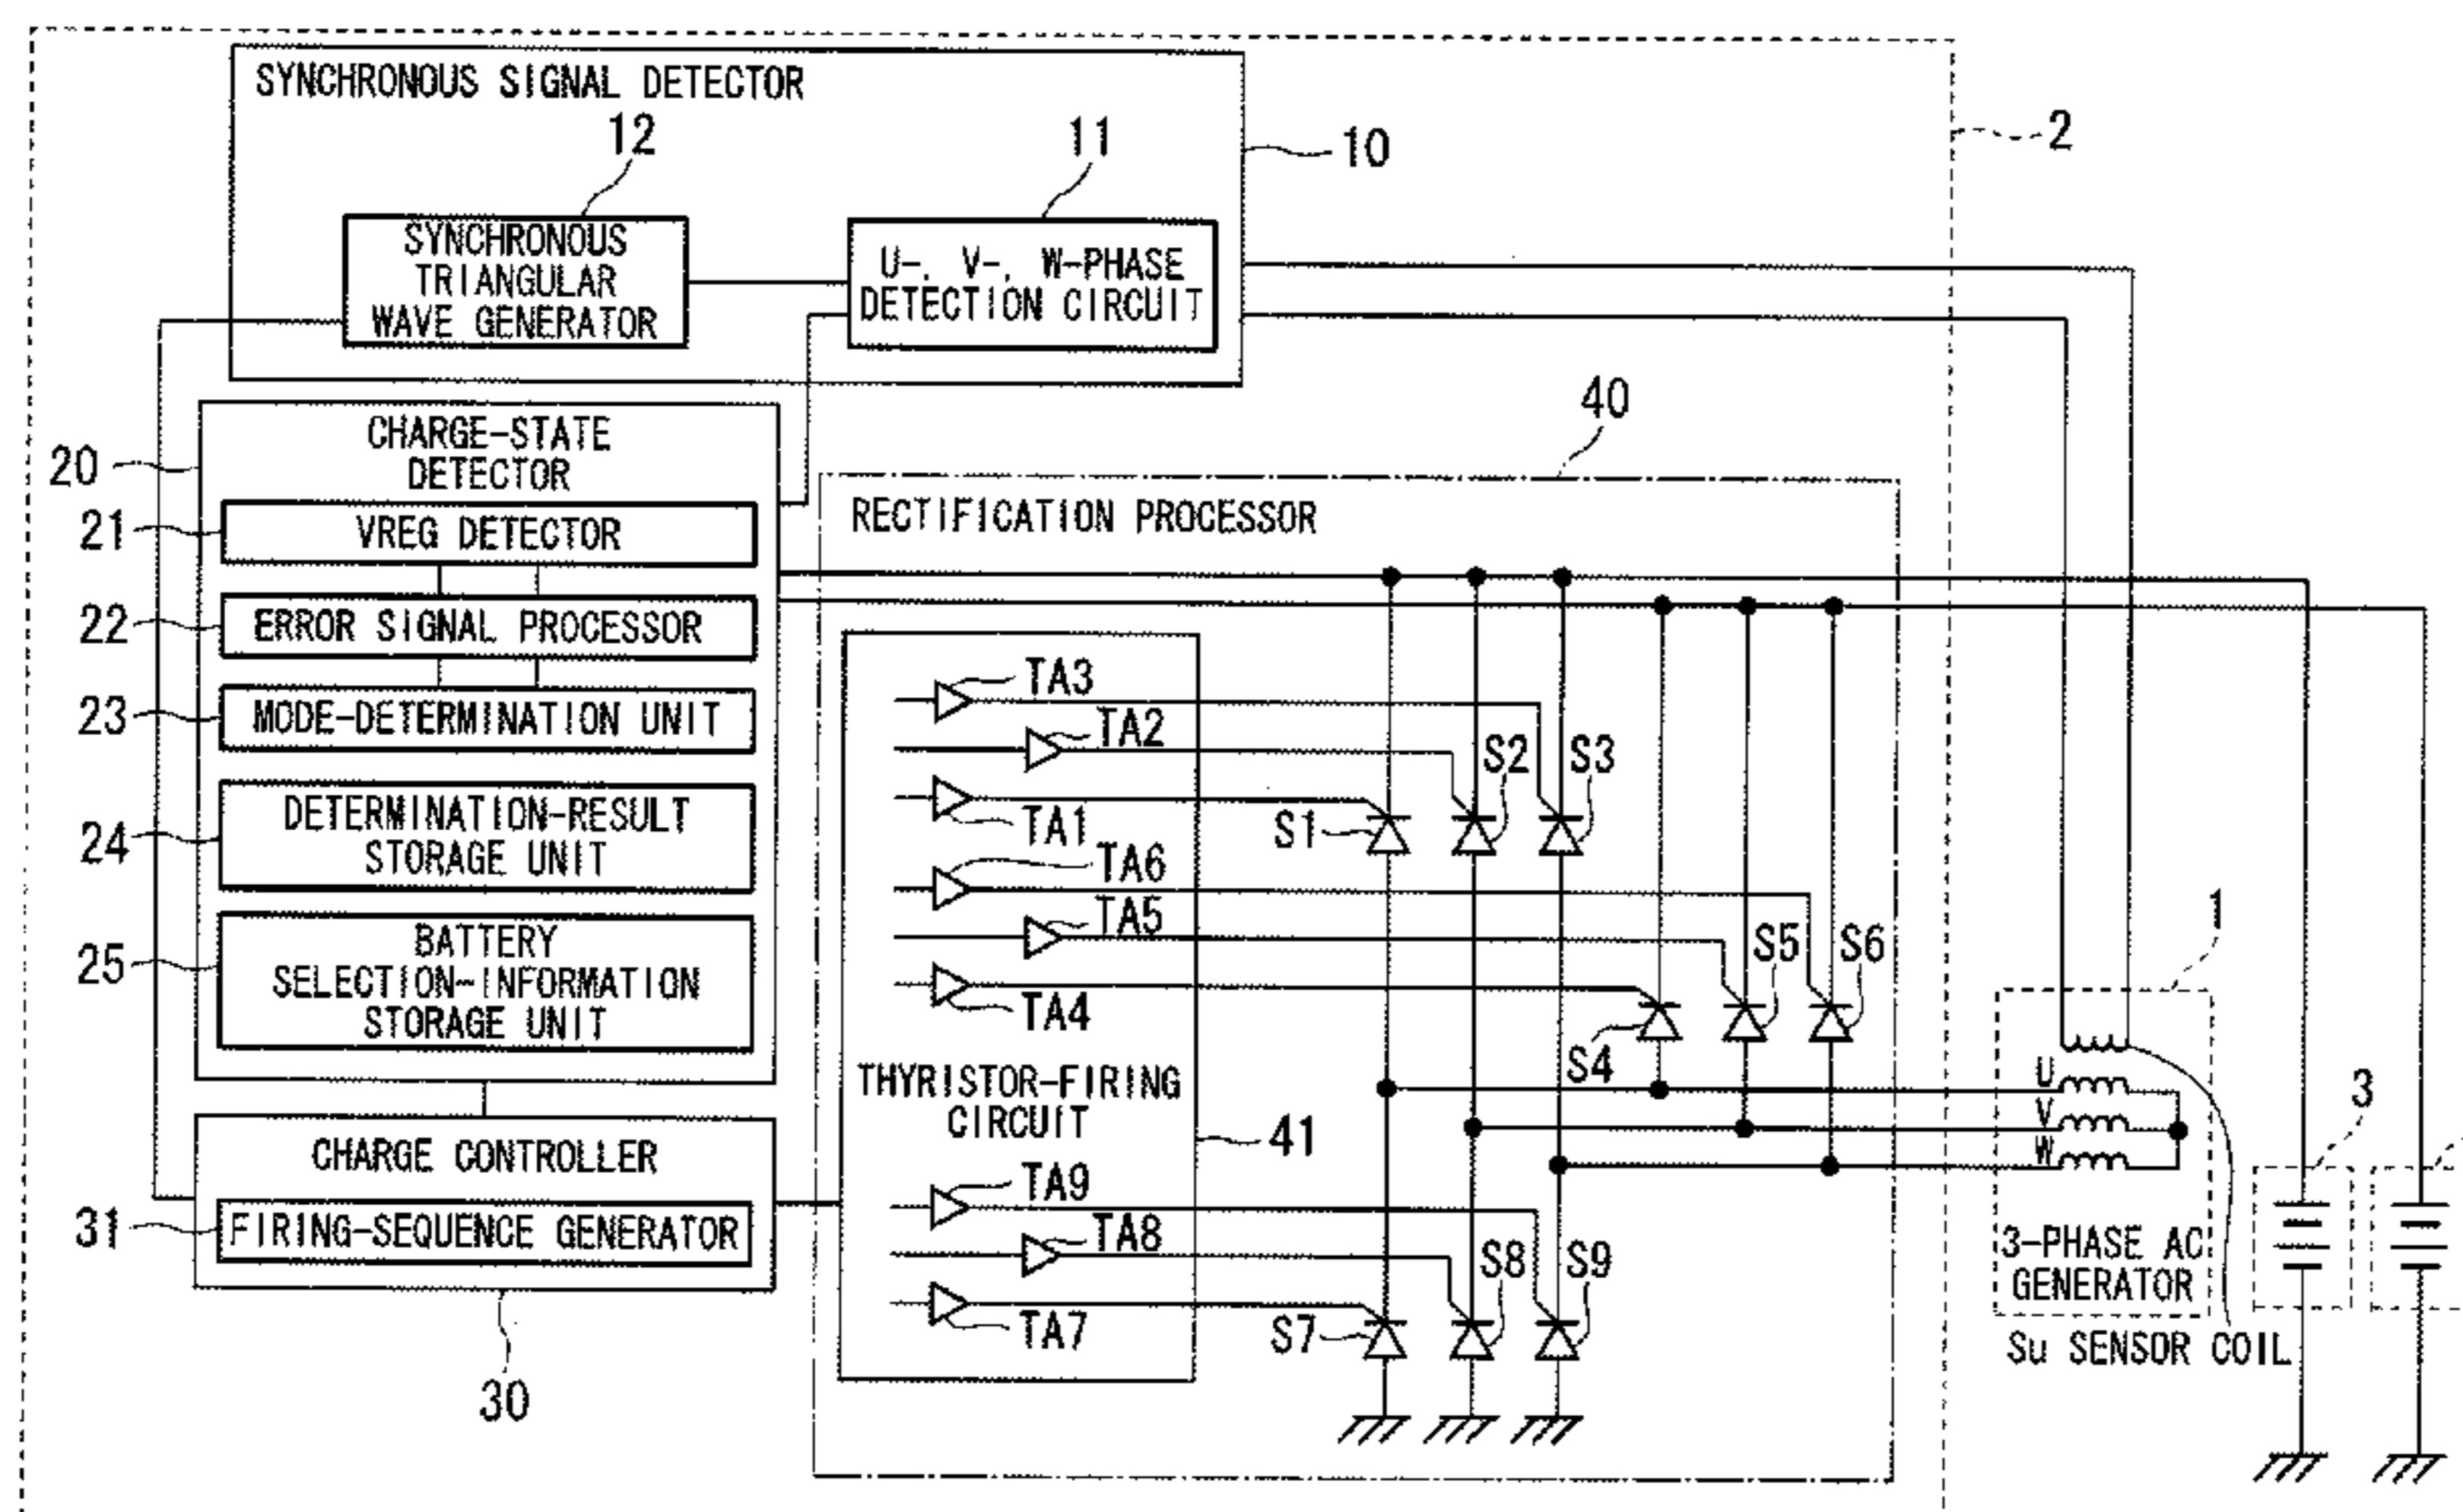 SYNCHRONOUS SIGNAL DETECTOR
12
11
10
2
SYNCHRONOUS
TRIANGULAR
WAVE GENERATOR
U-, V-, W-PHASE
DETECTION CIRCUIT
40
CHARGE-STATE
DETECTOR
20
21
VREG DETECTOR
RECTIFICATION PROCESSOR
22
ERROR SIGNAL PROCESSOR
23
MODE-DETERMINATION UNIT
24
DETERMINATION-RESULT
STORAGE UNIT
25
BATTERY
SELECTION-INFORMATION
STORAGE UNIT
TA3
TA2
TA1
TA6
TA5
TA4
S1
S2
S3
S4
S5
S6
1
THYRISTOR-FIRING
CIRCUIT
41
U
V
W
3
CHARGE CONTROLLER
31
FIRING-SEQUENCE GENERATOR
30
TA9
TA8
TA7
S7
S8
S9
3-PHASE AC
GENERATOR
Su SENSOR COIL